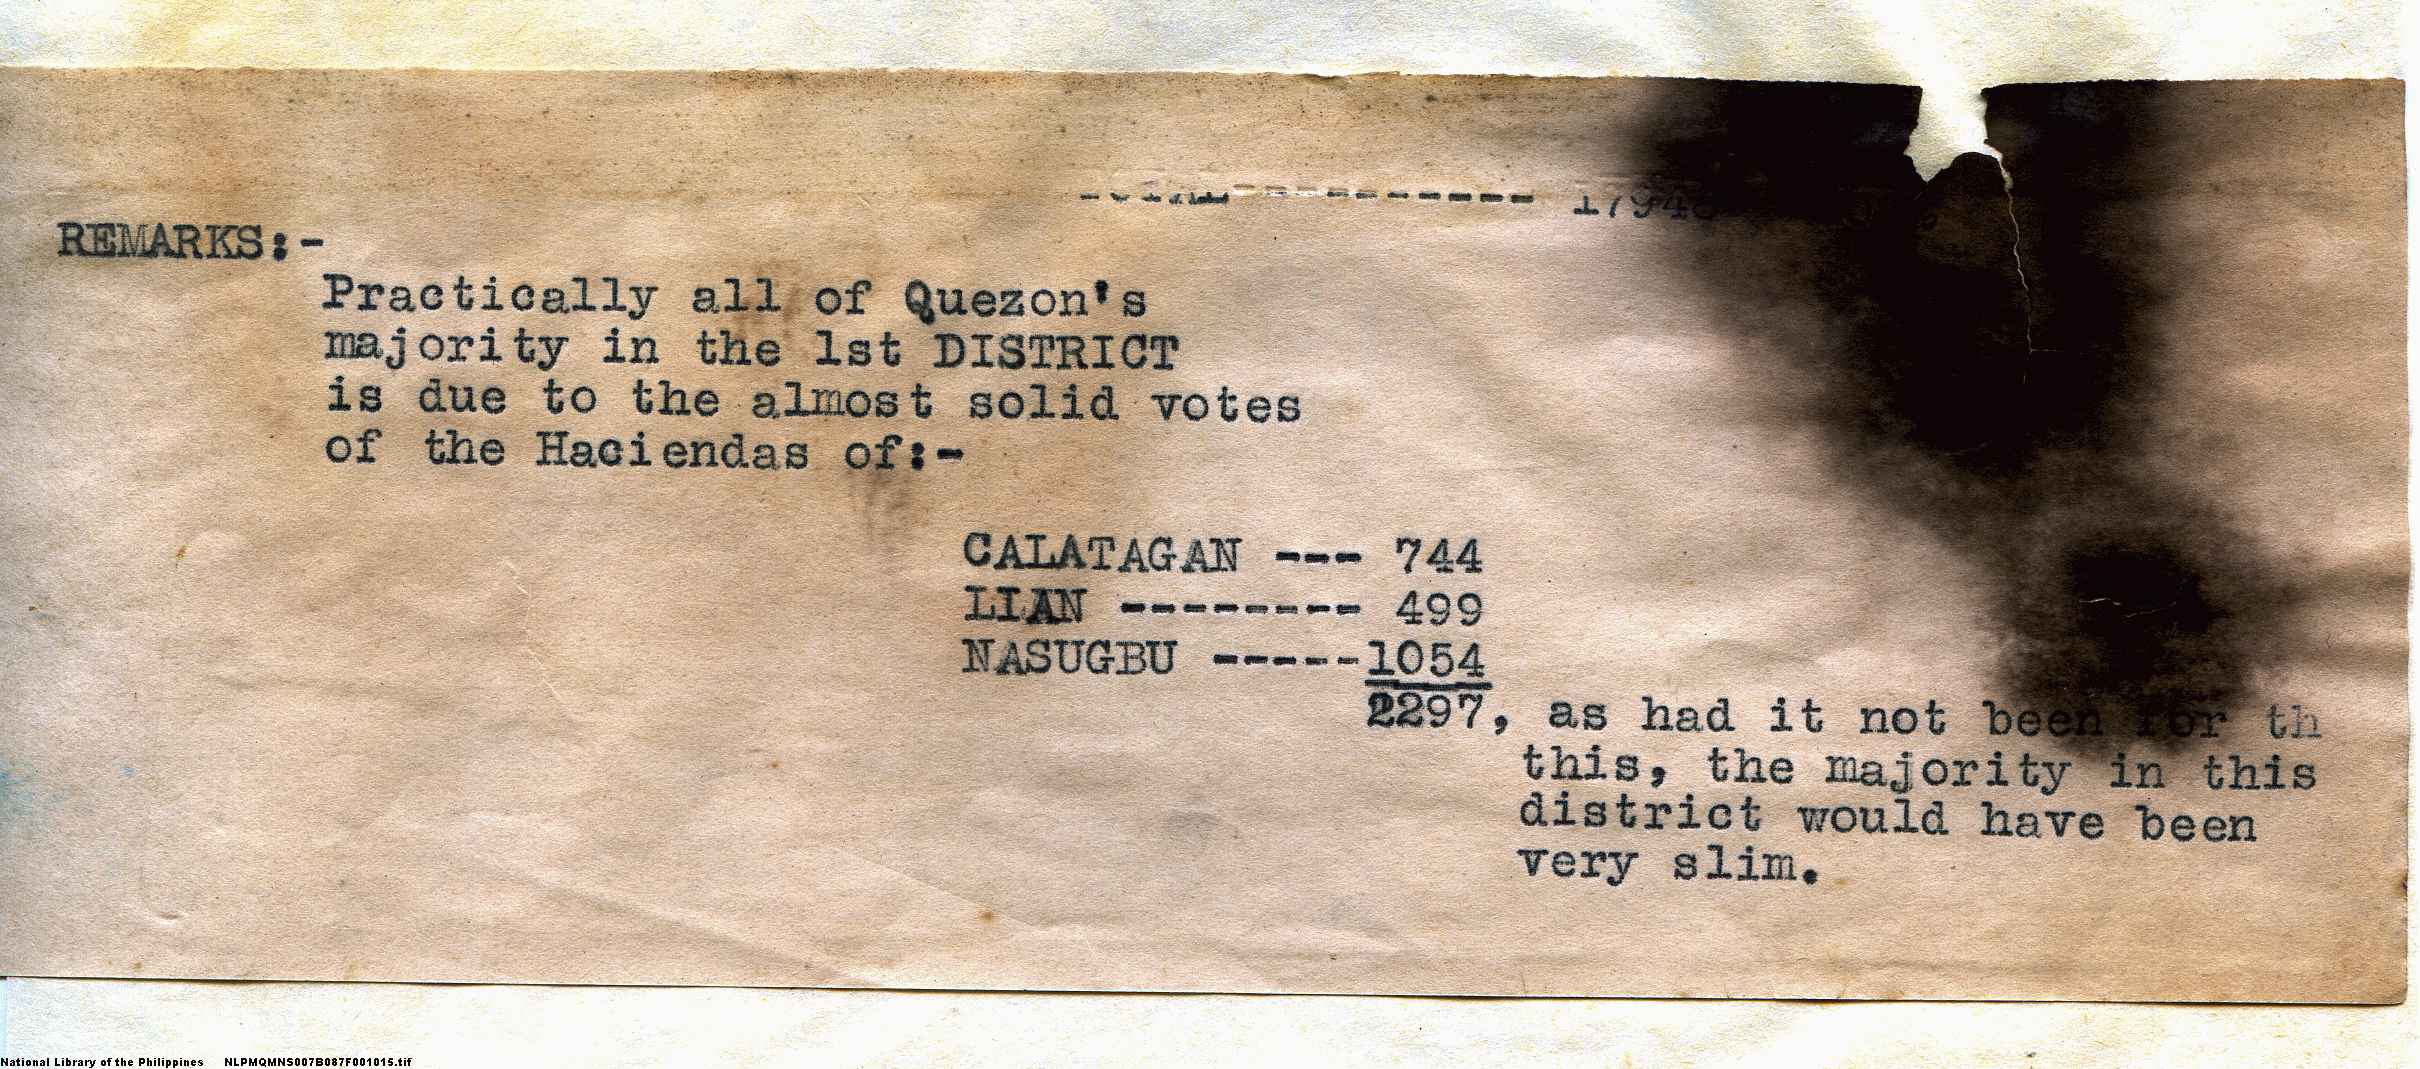 REMARKS:-
Practically all of Quezon's
majority in the 1st DISTRICT
is due to the almost solid votes
of the Haciendas of:-
CALATAGAN --- 744
LIAN -------- 499
NASUGBU -----1054
2297, as had it not been for th
this, the majority in this
district would have been
very slim.
National Library of the Philippines NLPMQMNS007B087F001015.tif